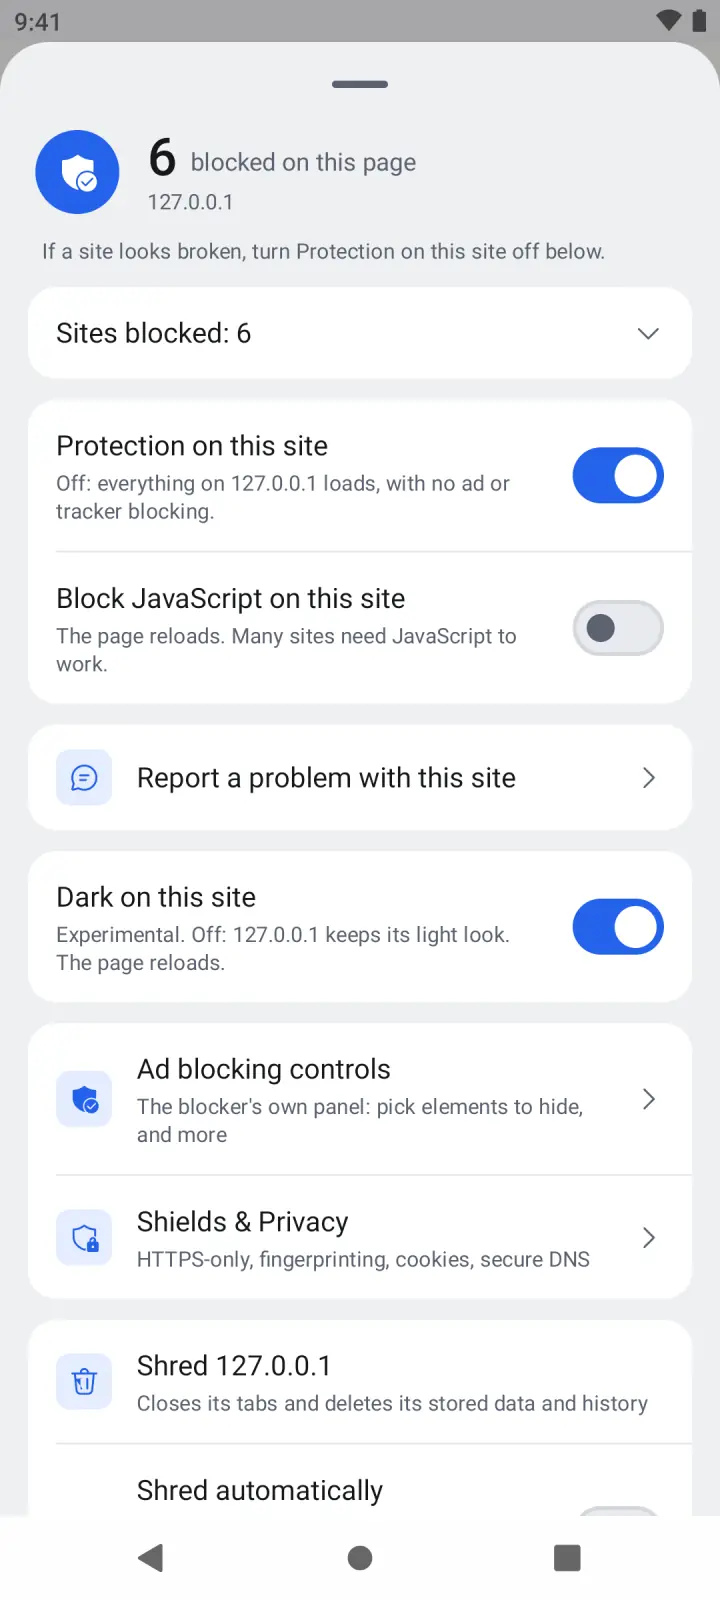 9:41
6 blocked on this page
127.0.0.1
If a site looks broken, turn Protection on this site off below.
Sites blocked: 6
Protection on this site
Off: everything on 127.0.0.1 loads, with no ad or
tracker blocking.
Block JavaScript on this site
The page reloads. Many sites need JavaScript to
work.
Report a problem with this site
Dark on this site
Experimental. Off: 127.0.0.1 keeps its light look.
The page reloads.
Ad blocking controls
The blocker's own panel: pick elements to hide,
and more
Shields & Privacy
HTTPS-only, fingerprinting, cookies, secure DNS
Shred 127.0.0.1
Closes its tabs and deletes its stored data and history
Shred automatically